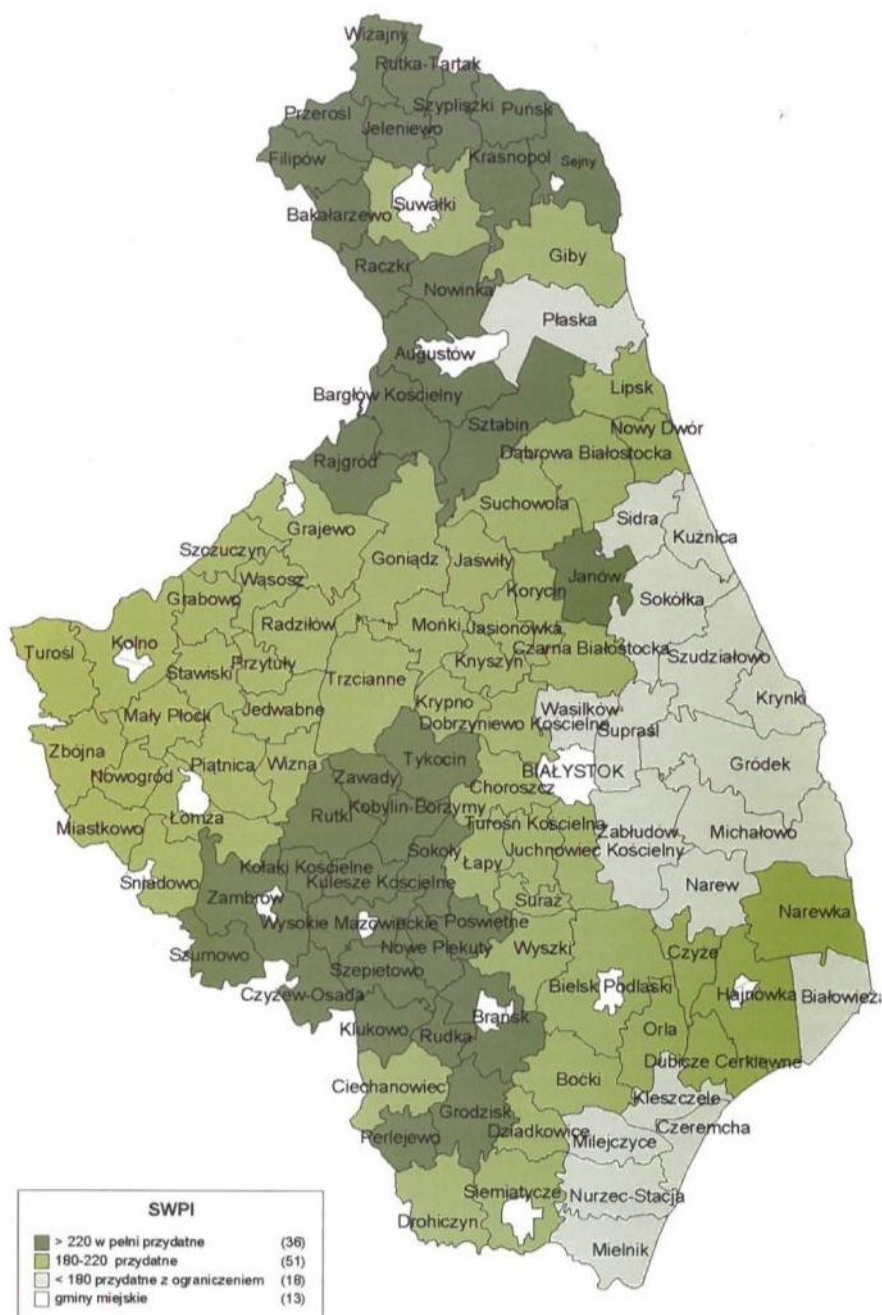 Wiżajny
Rutka-Tartak
Szypliszki
Puńsk
Przerośl
Jeleniewo
Filipów
Krasnopol
Sejny
Suwałki
Bakałarzewo
Giby
Raczki
Nowinka
Płaska
Augustów
Lipsk
Bargłów Kościelny
Sztabin
Nowy Dwór
Dąbrowa Białostocka
Rajgród
Suchowola
Sidra
Grajewo
Kuźnica
Szczuczyn
Goniądz
Jaświły
Wąsosz
Janów
Grabowo
Korycin
Sokółka
Radziłów
Mońki
Jasionówka
Kolno
Turośl
Czarna Białostocka
Stawiski
Przytuły
Knyszyn
Szudziałowo
Trzcianne
Krypno
Krynki
Mały Płock
Jedwabne
Wasilków
Dobrzyniewo Kościelne
Supraśl
Zbójna
Tykocin
Nowogród
Piątnica
Wizna
Zawady
BIAŁYSTOK
Gródek
Choroszcz
Kobylin-Borzymy
Rutki
Łomża
Miastkowo
Turośń Kościelna
Zabłudów
Michałowo
Sokoły
Juchnowiec Kościelny
Łapy
Kołaki Kościelne
Śniadowo
Kulesze Kościelne
Narew
Zambrów
Suraż
Narewka
Wysokie Mazowieckie
Poświętne
Szumowo
Nowe Piekuty
Wyszki
Czyże
Szepietowo
Bielsk Podlaski
Hajnówka
Białowieża
Czyżew-Osada
Brańsk
Klukowo
Rudka
Orla
Dubicze Cerkiewne
Ciechanowiec
Boćki
Kleszczele
Grodzisk
Czeremcha
Perlejewo
Dziadkowice
Milejczyce
Siemiatycze
Nurzec-Stacja
Drohiczyn
Mielnik
SWPI
> 220 w pełni przydatne (36)
180-220 przydatne (51)
< 180 przydatne z ograniczeniem (18)
gminy miejskie (13)